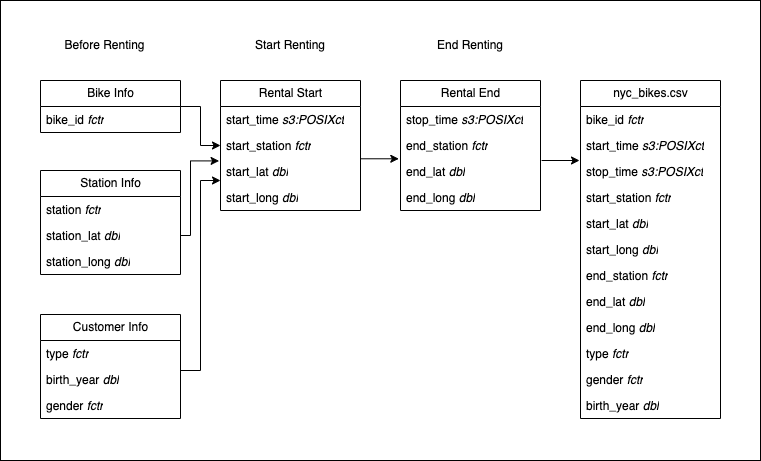 Before Renting
Start Renting
End Renting
Bike Info
bike_id fctr
Station Info
station fctr
station_lat dbl
station_long dbl
Customer Info
type fctr
birth_year dbl
gender fctr
Rental Start
start_time s3:POSIXct
start_station fctr
start_lat dbl
start_long dbl
Rental End
stop_time s3:POSIXct
end_station fctr
end_lat dbl
end_long dbl
nyc_bikes.csv
bike_id fctr
start_time s3:POSIXct
stop_time s3:POSIXct
start_station fctr
start_lat dbl
start_long dbl
end_station fctr
end_lat dbl
end_long dbl
type fctr
gender fctr
birth_year dbl